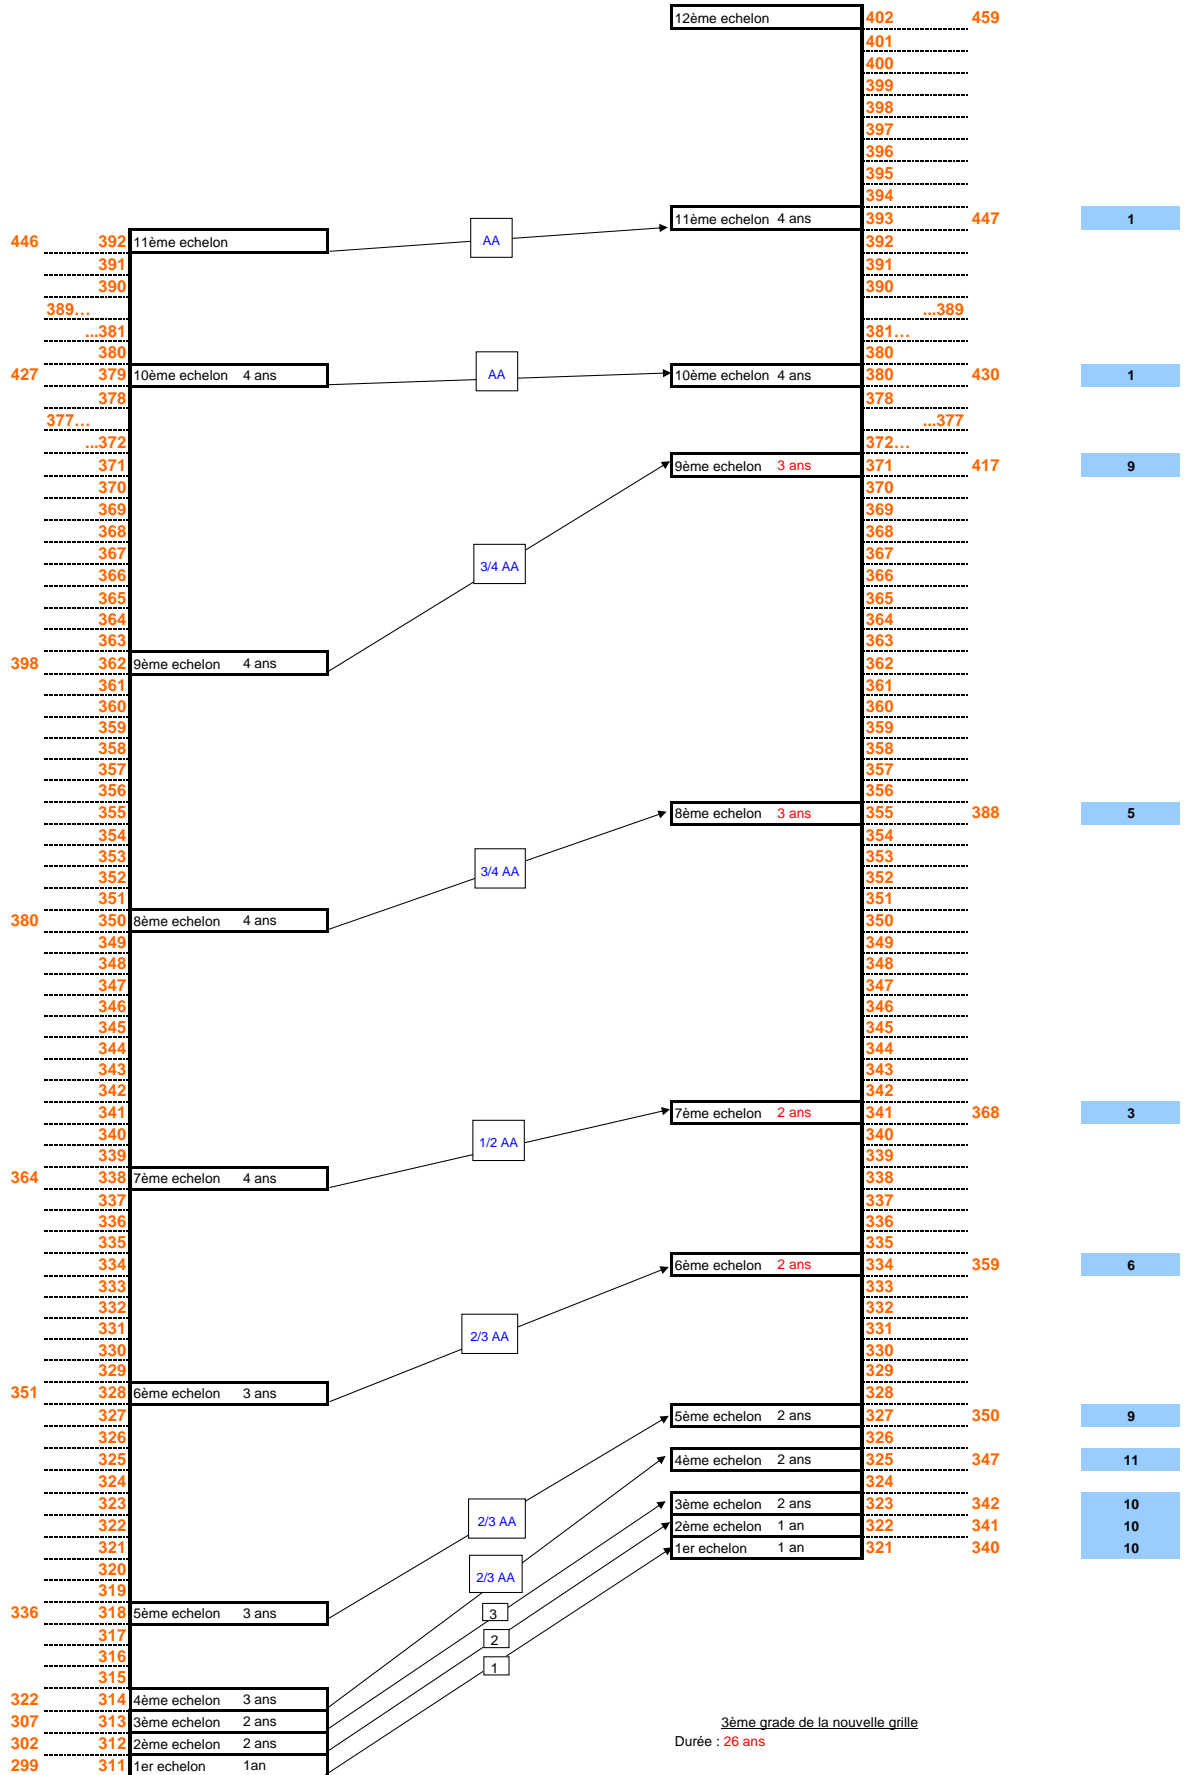 12ème echelon 402 459
401
400
399
398
397
396
395
394
11ème echelon 4 ans 393 447 1
446 392 11ème echelon AA 392
391 391
390 390
389... ...389
...381 381...
380 380
427 379 10ème echelon 4 ans AA 10ème echelon 4 ans 380 430 1
378 378
377... ...377
...372 372...
371 9ème echelon 3 ans 371 417 9
370 370
369 369
368 368
367 367
3/4 AA
366 366
365 365
364 364
363 363
398 362 9ème echelon 4 ans 362
361 361
360 360
359 359
358 358
357 357
356 356
355 8ème echelon 3 ans 355 388 5
354 354
353 353
3/4 AA
352 352
351 351
380 350 8ème echelon 4 ans 350
349 349
348 348
347 347
346 346
345 345
344 344
343 343
342 342
341 7ème echelon 2 ans 341 368 3
340 340
1/2 AA
339 339
364 338 7ème echelon 4 ans 338
337 337
336 336
335 335
334 6ème echelon 2 ans 334 359 6
333 333
332 332
331 331
2/3 AA
330 330
329 329
351 328 6ème echelon 3 ans 328
327 5ème echelon 2 ans 327 350 9
326 326
325 4ème echelon 2 ans 325 347 11
324 324
323 3ème echelon 2 ans 323 342 10
2/3 AA
322 2ème echelon 1 an 322 341 10
321 1er echelon 1 an 321 340 10
320
2/3 AA
319
336 318 5ème echelon 3 ans
3
317
2
316
1
315
322 314 4ème echelon 3 ans
307 313 3ème echelon 2 ans
3ème grade de la nouvelle grille
302 312 2ème echelon 2 ans
Durée : 26 ans
299 311 1er echelon 1an